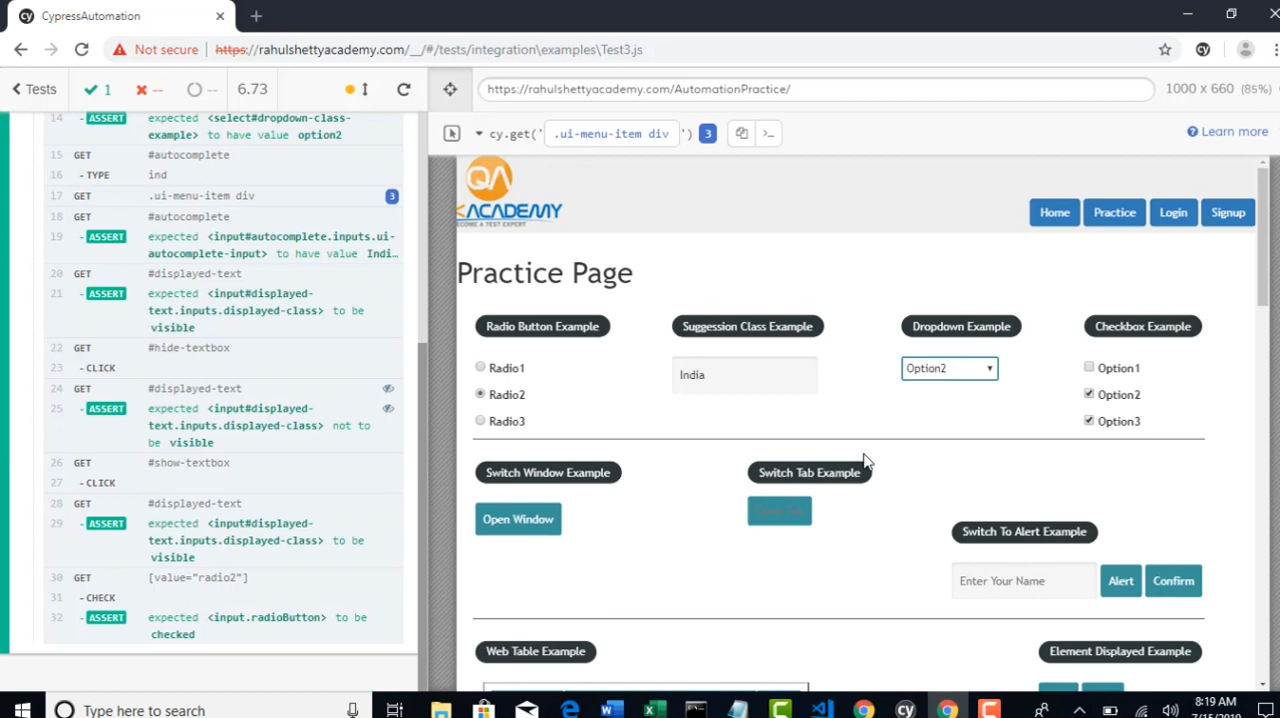 CypressAutomation
Not secure | https://rahulshettyacademy.com/__/#/tests/integration\examples\Test3.js
Tests 1 -- -- 6.73
https://rahulshettyacademy.com/AutomationPractice/ 1000 x 660 (85%)
cy.get(' .ui-menu-item div ') 3 Learn more
14 - ASSERT expected <select#dropdown-class-
example> to have value option2
15 GET #autocomplete
16 - TYPE ind
17 GET .ui-menu-item div 3
18 GET #autocomplete
19 - ASSERT expected <input#autocomplete.inputs.ui-
autocomplete-input> to have value Indi…
20 GET #displayed-text
21 - ASSERT expected <input#displayed-
text.inputs.displayed-class> to be
visible
22 GET #hide-textbox
23 - CLICK
24 GET #displayed-text
25 - ASSERT expected <input#displayed-
text.inputs.displayed-class> not to
be visible
26 GET #show-textbox
27 - CLICK
28 GET #displayed-text
29 - ASSERT expected <input#displayed-
text.inputs.displayed-class> to be
visible
30 GET [value="radio2"]
31 - CHECK
32 - ASSERT expected <input.radioButton> to be
checked
QA
ACADEMY
Home Practice Login Signup
Practice Page
Radio Button Example Suggession Class Example Dropdown Example Checkbox Example
Radio1 India Option2 Option1
Radio2 Option2
Radio3 Option3
Switch Window Example Switch Tab Example
Open Window
Switch To Alert Example
Enter Your Name Alert Confirm
Web Table Example Element Displayed Example
Type here to search
8:19 AM